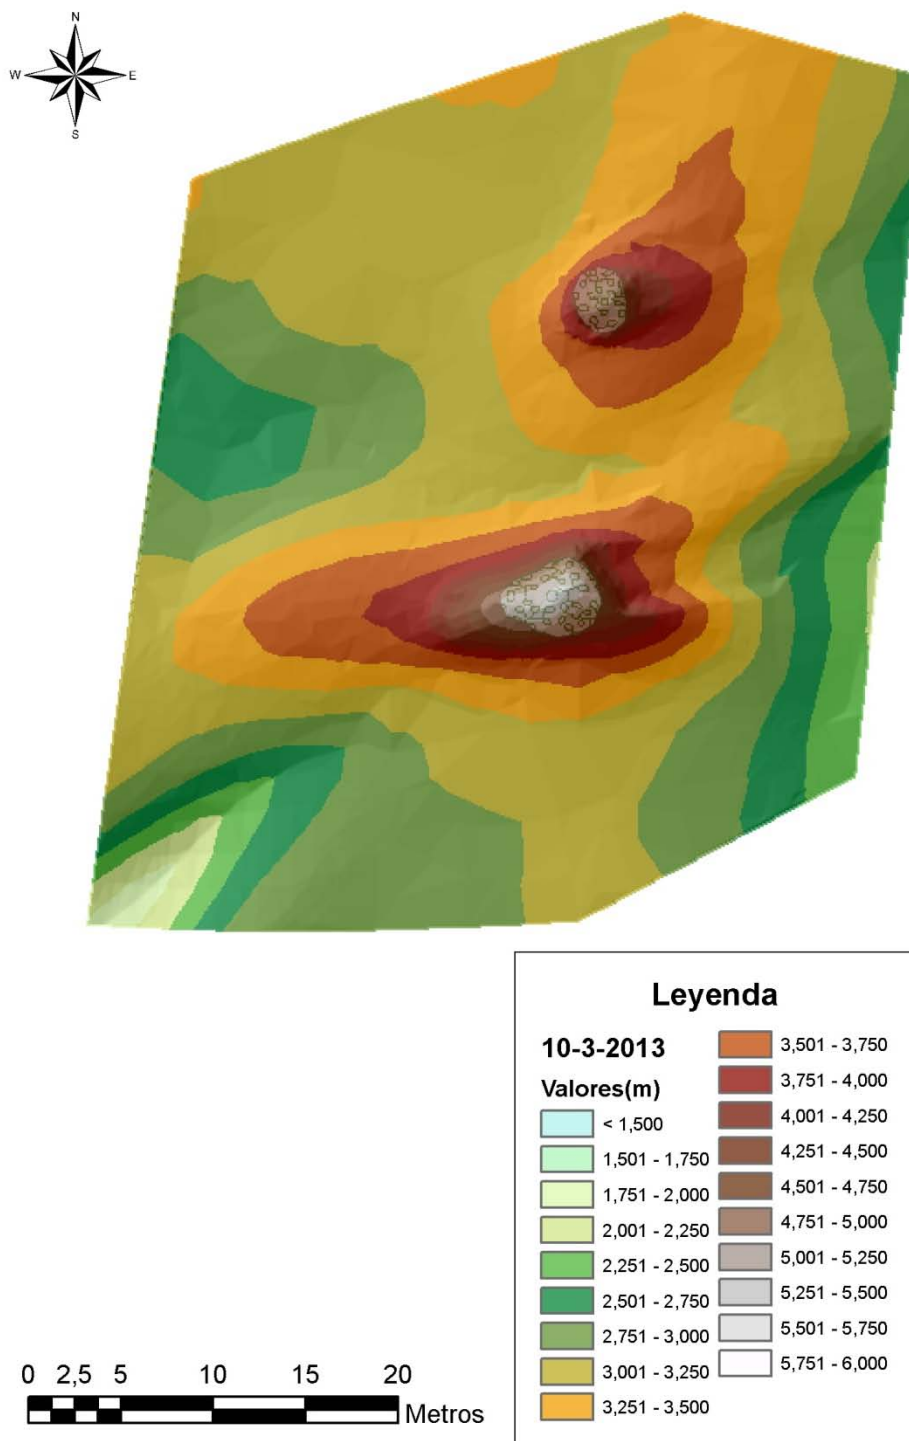 N
W E
S
Leyenda
10-3-2013
Valores(m)
< 1,500
1,501 - 1,750
1,751 - 2,000
2,001 - 2,250
2,251 - 2,500
2,501 - 2,750
2,751 - 3,000
3,001 - 3,250
3,251 - 3,500
3,501 - 3,750
3,751 - 4,000
4,001 - 4,250
4,251 - 4,500
4,501 - 4,750
4,751 - 5,000
5,001 - 5,250
5,251 - 5,500
5,501 - 5,750
5,751 - 6,000
0 2,5 5 10 15 20
Metros